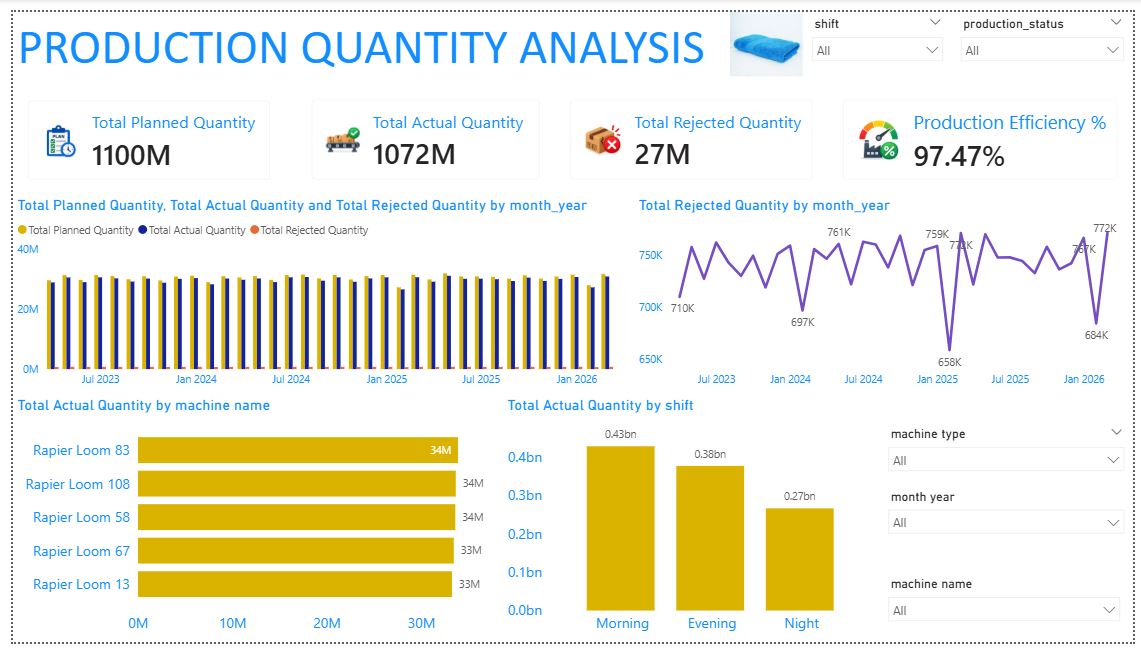 PRODUCTION QUANTITY ANALYSIS
shift
All
production_status
All
Total Planned Quantity
1100M
Total Actual Quantity
1072M
Total Rejected Quantity
27M
Production Efficiency %
97.47%
Total Planned Quantity, Total Actual Quantity and Total Rejected Quantity by month_year
Total Planned Quantity Total Actual Quantity Total Rejected Quantity
40M
20M
0M
Jul 2023 Jan 2024 Jul 2024 Jan 2025 Jul 2025 Jan 2026
Total Rejected Quantity by month_year
750K
700K
650K
710K
697K
761K
759K
658K
772K
767K
684K
772K
Jul 2023 Jan 2024 Jul 2024 Jan 2025 Jul 2025 Jan 2026
Total Actual Quantity by machine name
Rapier Loom 83 34M
Rapier Loom 108 34M
Rapier Loom 58 34M
Rapier Loom 67 33M
Rapier Loom 13 33M
0M 10M 20M 30M
Total Actual Quantity by shift
0.4bn
0.3bn
0.2bn
0.1bn
0.0bn
0.43bn
0.38bn
0.27bn
Morning Evening Night
machine type
All
month year
All
machine name
All